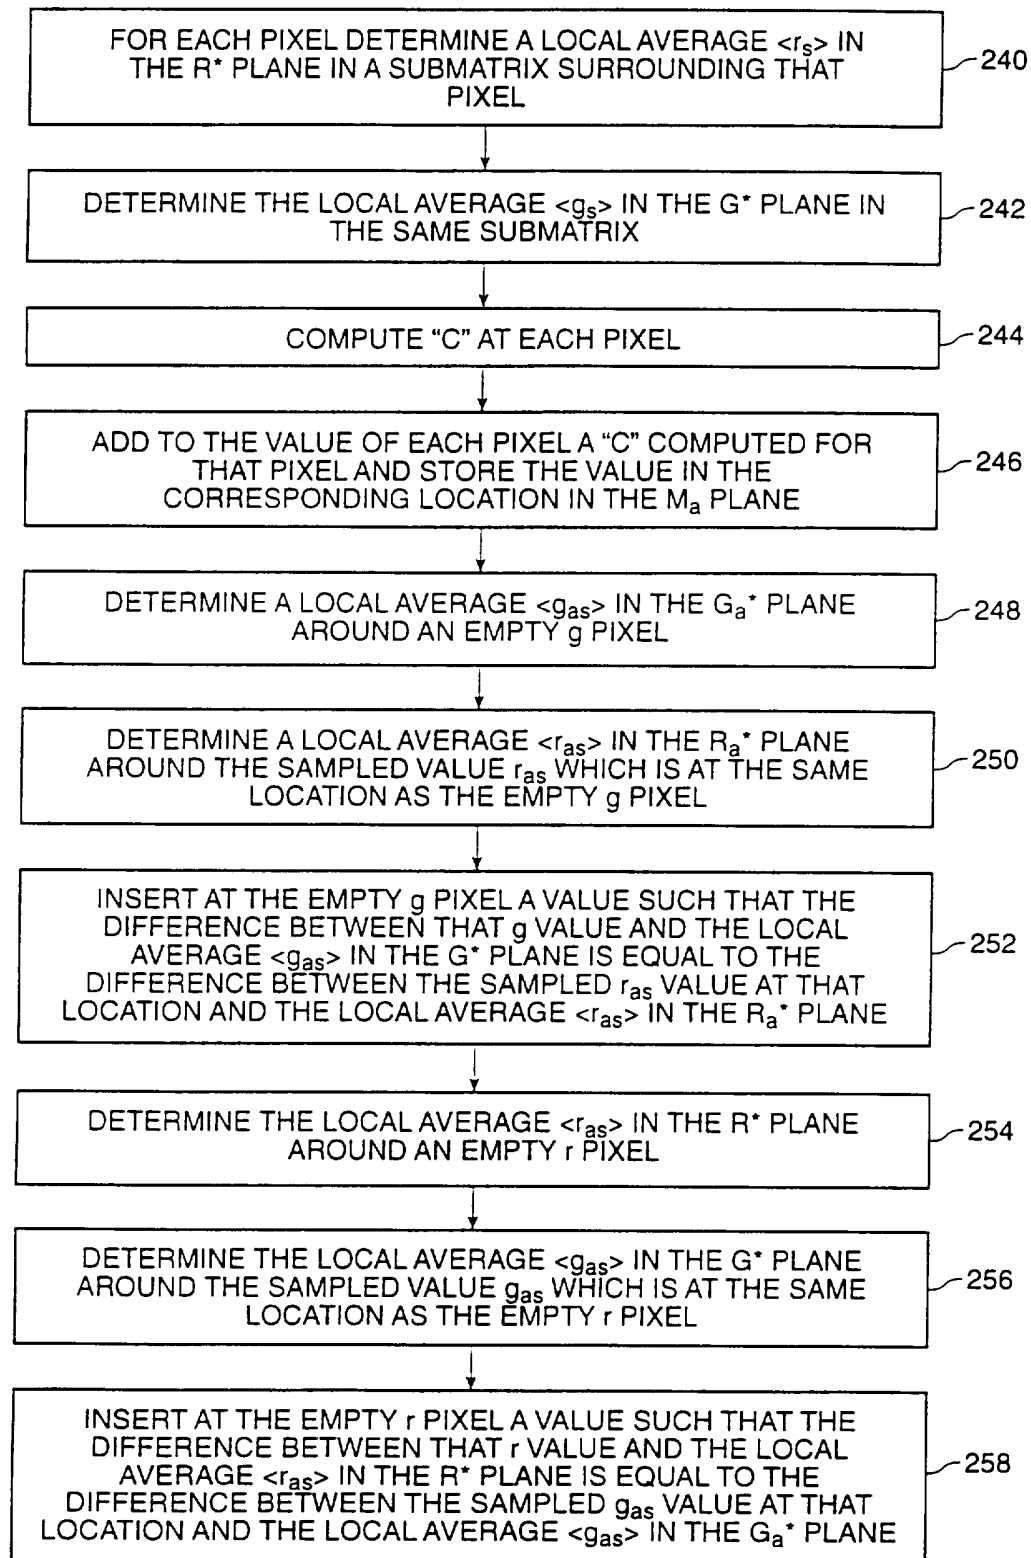 FOR EACH PIXEL DETERMINE A LOCAL AVERAGE <rs> IN
THE R* PLANE IN A SUBMATRIX SURROUNDING THAT
PIXEL
240
DETERMINE THE LOCAL AVERAGE <gs> IN THE G* PLANE IN
THE SAME SUBMATRIX
242
COMPUTE “C” AT EACH PIXEL
244
ADD TO THE VALUE OF EACH PIXEL A “C” COMPUTED FOR
THAT PIXEL AND STORE THE VALUE IN THE
CORRESPONDING LOCATION IN THE Ma PLANE
246
DETERMINE A LOCAL AVERAGE <gas> IN THE Ga* PLANE
AROUND AN EMPTY g PIXEL
248
DETERMINE A LOCAL AVERAGE <ras> IN THE Ra* PLANE
AROUND THE SAMPLED VALUE ras WHICH IS AT THE SAME
LOCATION AS THE EMPTY g PIXEL
250
INSERT AT THE EMPTY g PIXEL A VALUE SUCH THAT THE
DIFFERENCE BETWEEN THAT g VALUE AND THE LOCAL
AVERAGE <gas> IN THE G* PLANE IS EQUAL TO THE
DIFFERENCE BETWEEN THE SAMPLED ras VALUE AT THAT
LOCATION AND THE LOCAL AVERAGE <ras> IN THE Ra* PLANE
252
DETERMINE THE LOCAL AVERAGE <ras> IN THE R* PLANE
AROUND AN EMPTY r PIXEL
254
DETERMINE THE LOCAL AVERAGE <gas> IN THE G* PLANE
AROUND THE SAMPLED VALUE gas WHICH IS AT THE SAME
LOCATION AS THE EMPTY r PIXEL
256
INSERT AT THE EMPTY r PIXEL A VALUE SUCH THAT THE
DIFFERENCE BETWEEN THAT r VALUE AND THE LOCAL
AVERAGE <ras> IN THE R* PLANE IS EQUAL TO THE
DIFFERENCE BETWEEN THE SAMPLED gas VALUE AT THAT
LOCATION AND THE LOCAL AVERAGE <gas> IN THE Ga* PLANE
258